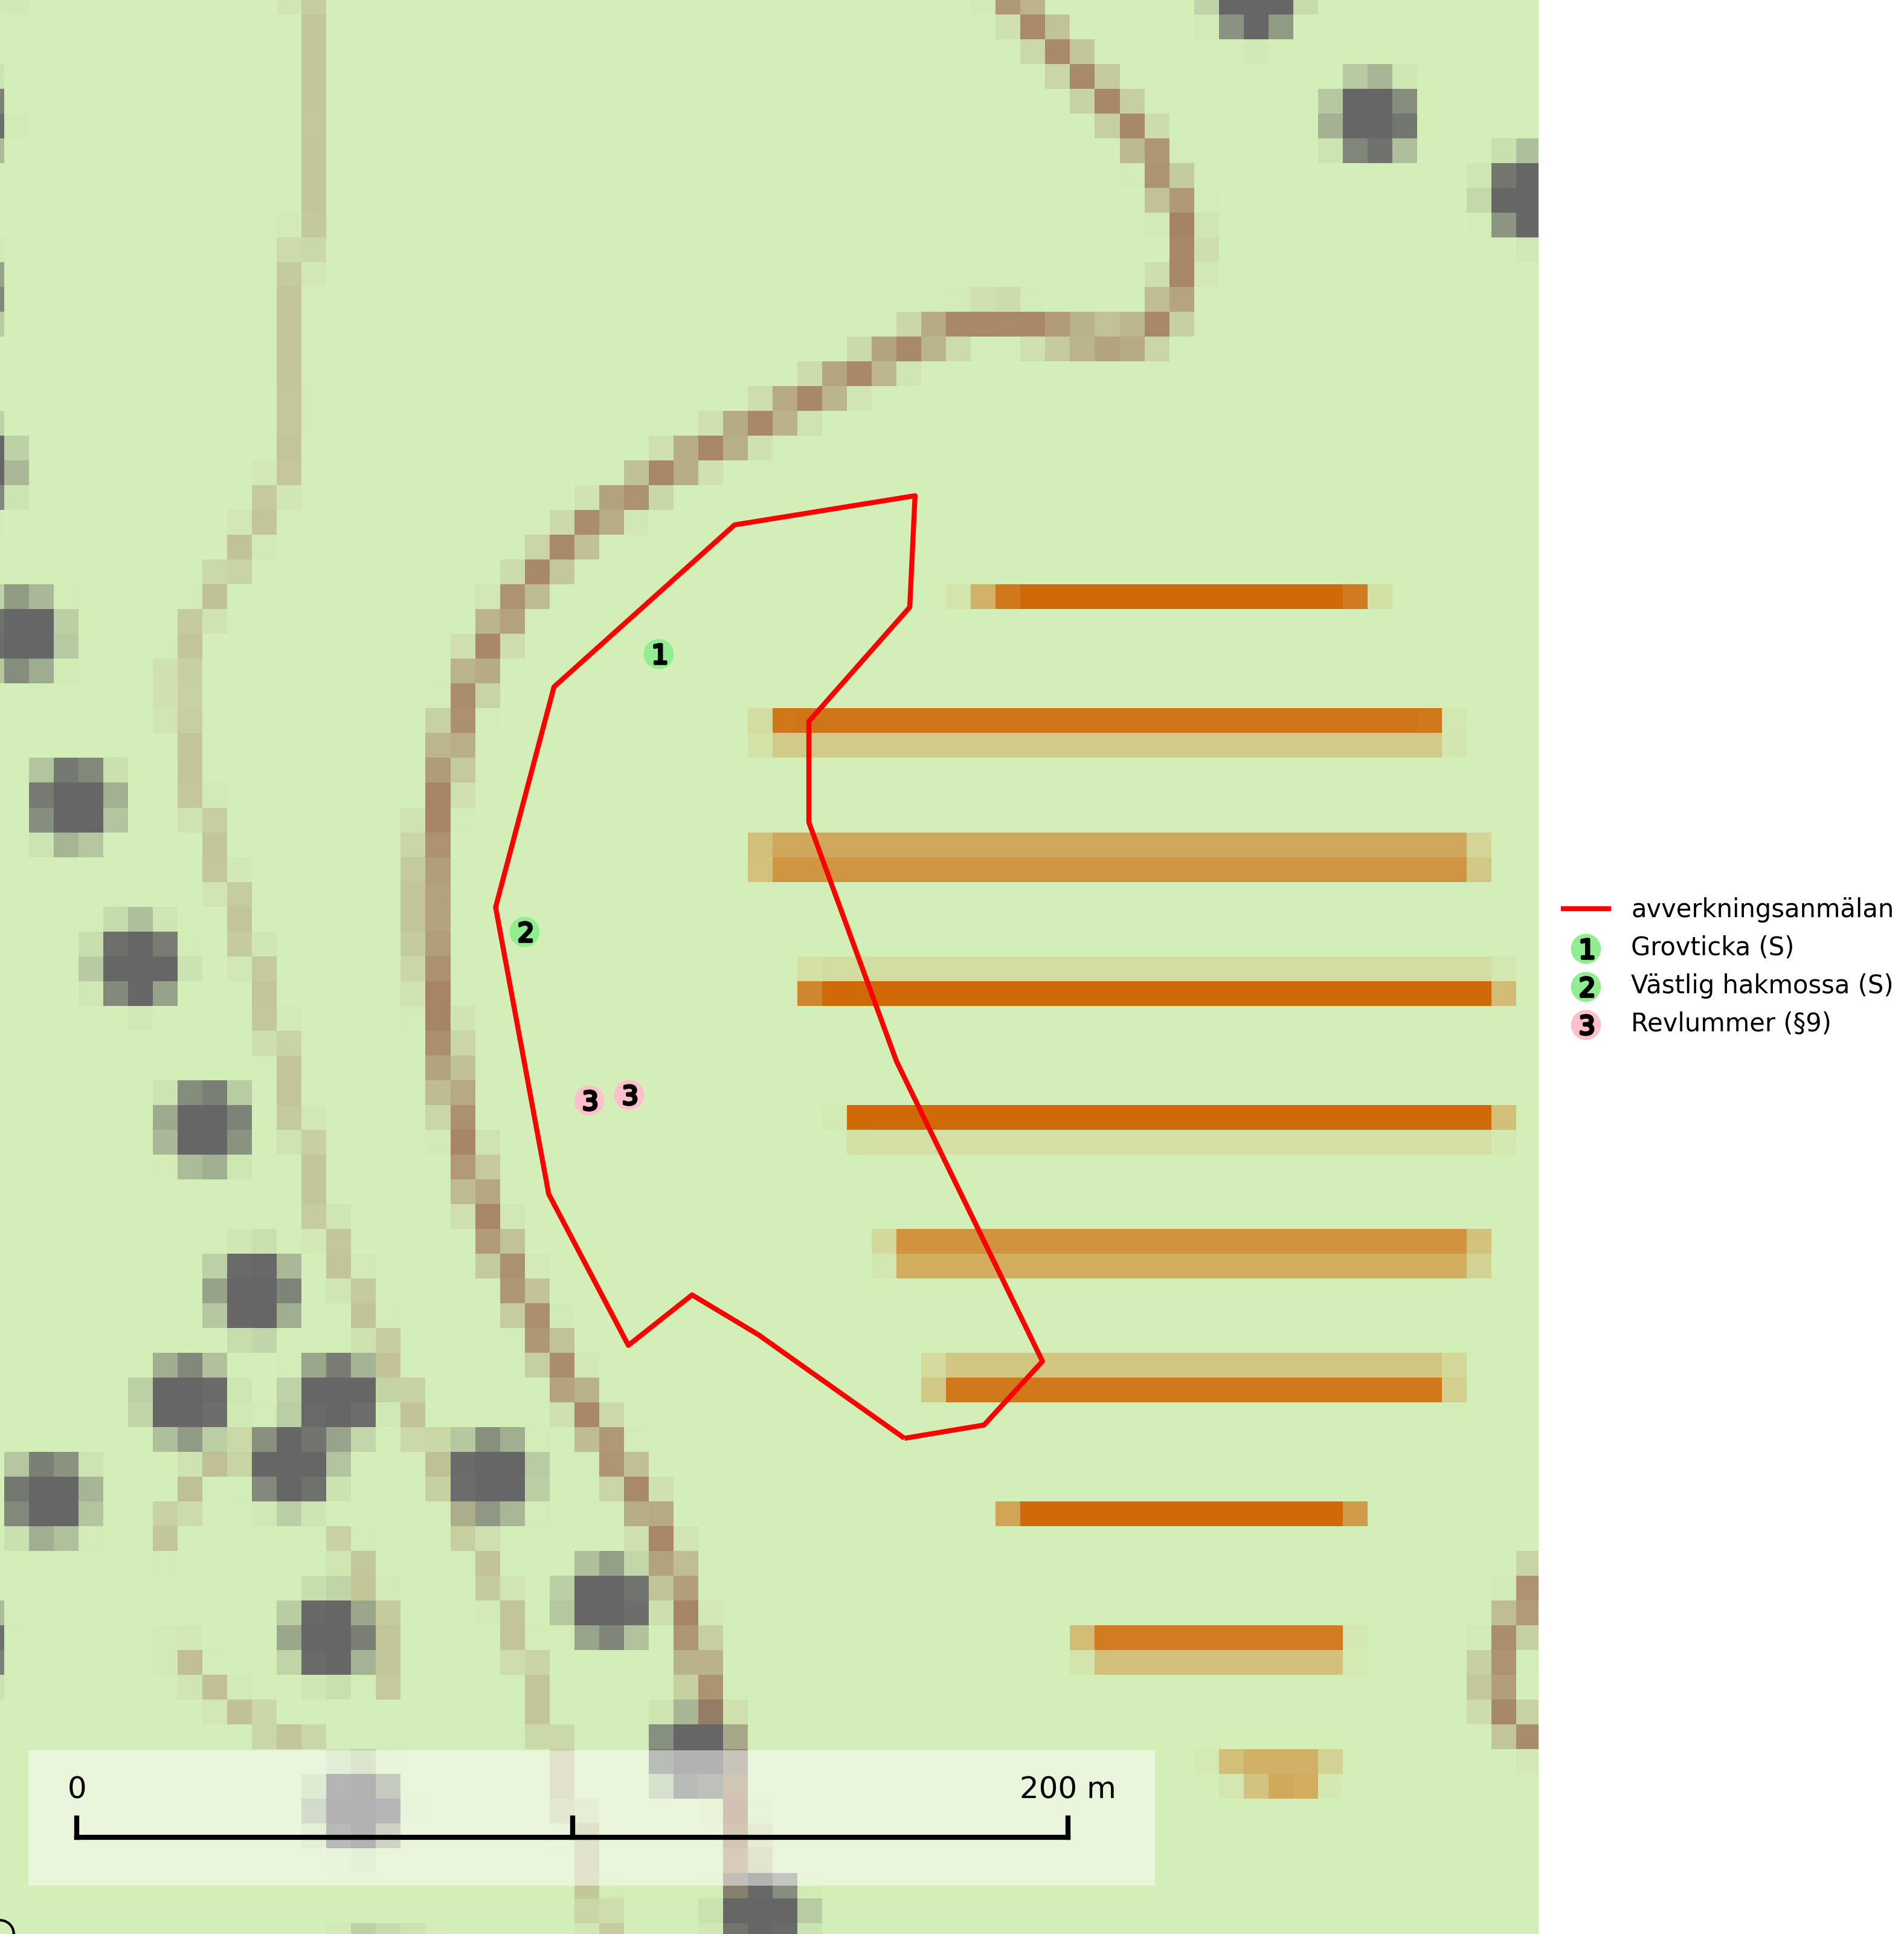 1
2
3 3
avverkningsanmälan
1 Grovticka (S)
2 Västlig hakmossa (S)
3 Revlummer (§9)
0 200 m